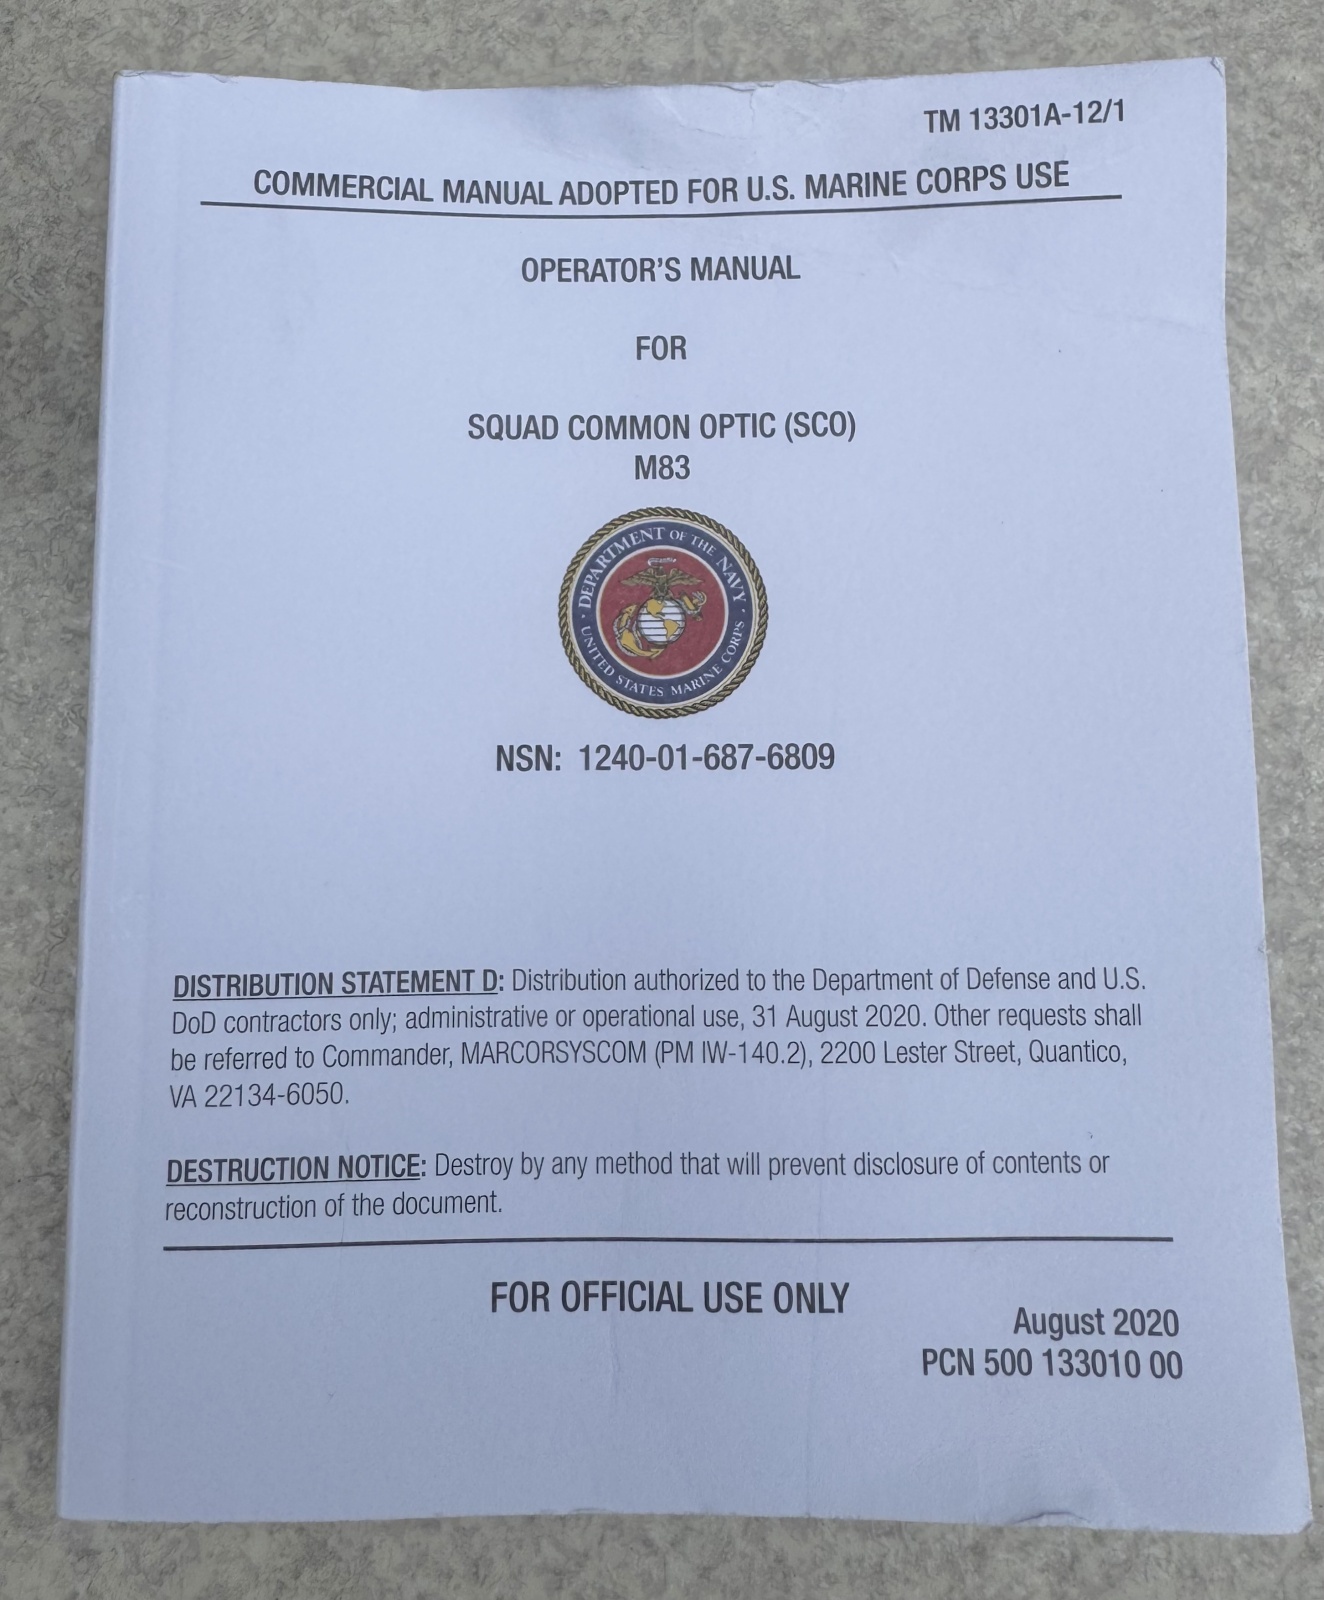 TM 13301A-12/1
COMMERCIAL MANUAL ADOPTED FOR U.S. MARINE CORPS USE
OPERATOR'S MANUAL
FOR
SQUAD COMMON OPTIC (SCO)
M83
DEPARTMENT OF THE NAVY
UNITED STATES MARINE CORPS
NSN: 1240-01-687-6809
DISTRIBUTION STATEMENT D: Distribution authorized to the Department of Defense and U.S.
DoD contractors only; administrative or operational use, 31 August 2020. Other requests shall
be referred to Commander, MARCORSYSCOM (PM IW-140.2), 2200 Lester Street, Quantico,
VA 22134-6050.
DESTRUCTION NOTICE: Destroy by any method that will prevent disclosure of contents or
reconstruction of the document.
FOR OFFICIAL USE ONLY
August 2020
PCN 500 133010 00